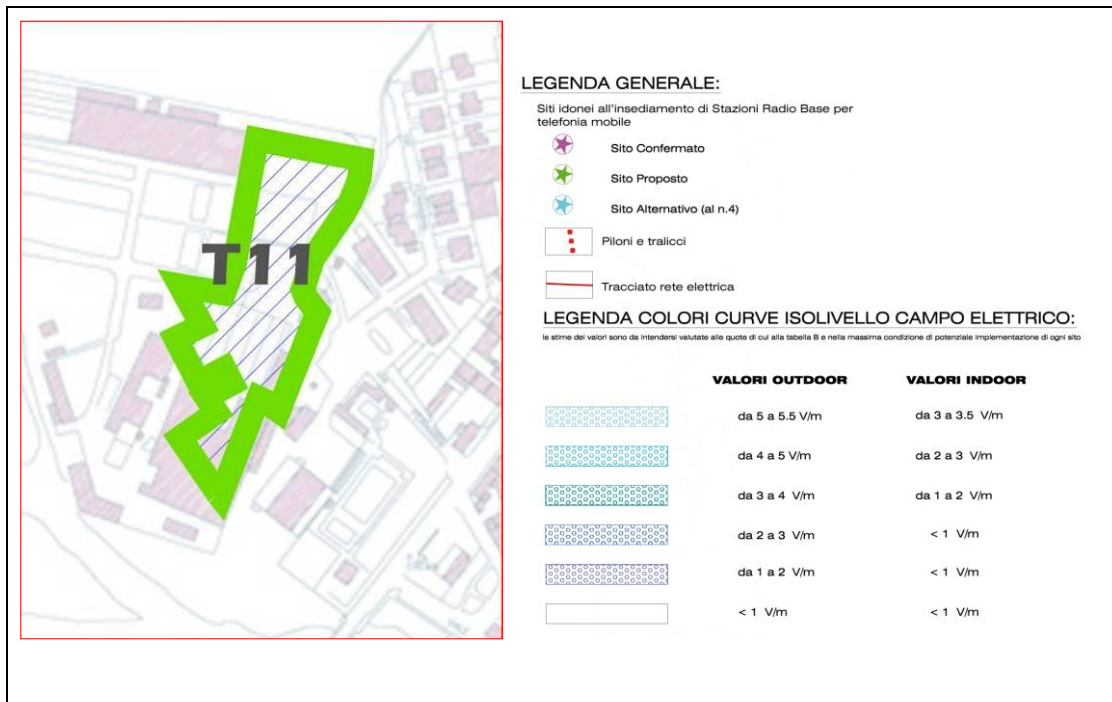 T11
LEGENDA GENERALE:
Siti idonei all'insediamento di Stazioni Radio Base per
telefonia mobile
Sito Confermato
Sito Proposto
Sito Alternativo (al n.4)
Piloni e tralicci
Tracciato rete elettrica
LEGENDA COLORI CURVE ISOLIVELLO CAMPO ELETTRICO:
le stime dei valori sono da intendersi valutate alle quote di cui alla tabella B e nella massima condizione di potenziale implementazione di ogni sito
VALORI OUTDOOR VALORI INDOOR
da 5 a 5.5 V/m da 3 a 3.5 V/m
da 4 a 5 V/m da 2 a 3 V/m
da 3 a 4 V/m da 1 a 2 V/m
da 2 a 3 V/m < 1 V/m
da 1 a 2 V/m < 1 V/m
< 1 V/m < 1 V/m